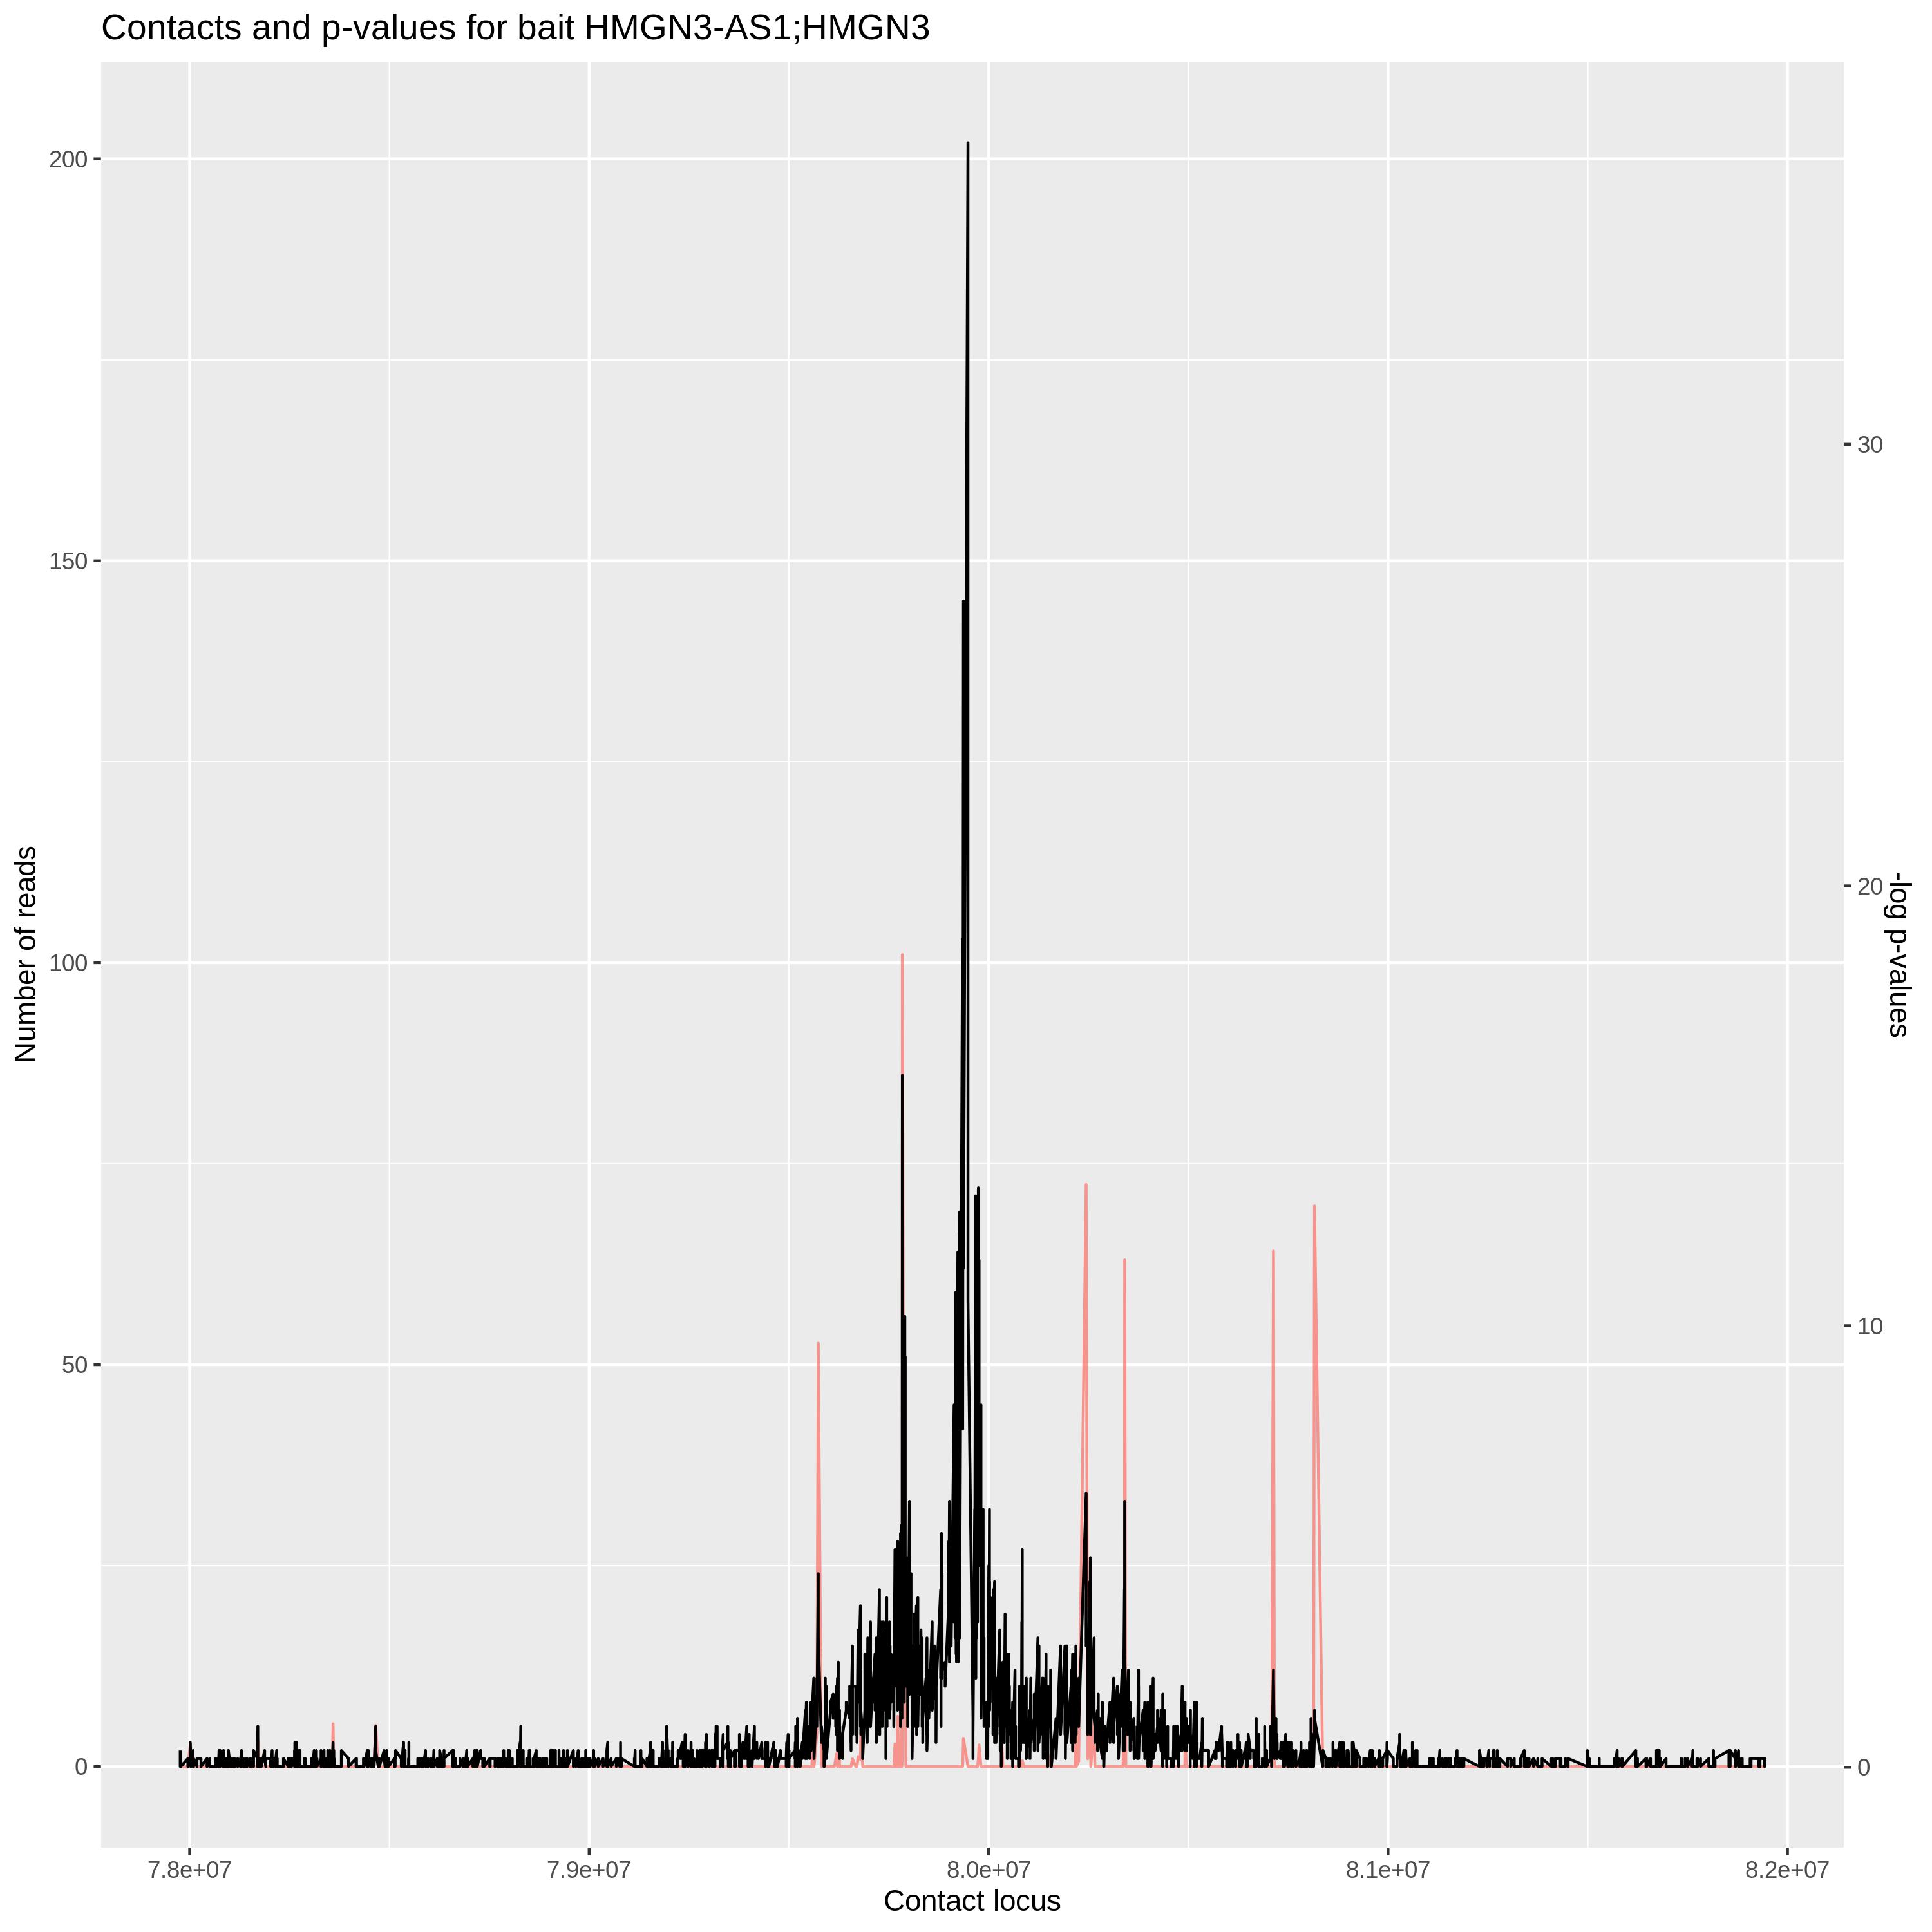 Contacts and p-values for bait HMGN3-AS1;HMGN3
200
150
100
50
0
Number of reads
30
20
10
0
-log p-values
7.8e+07 7.9e+07 8.0e+07 8.1e+07 8.2e+07
Contact locus